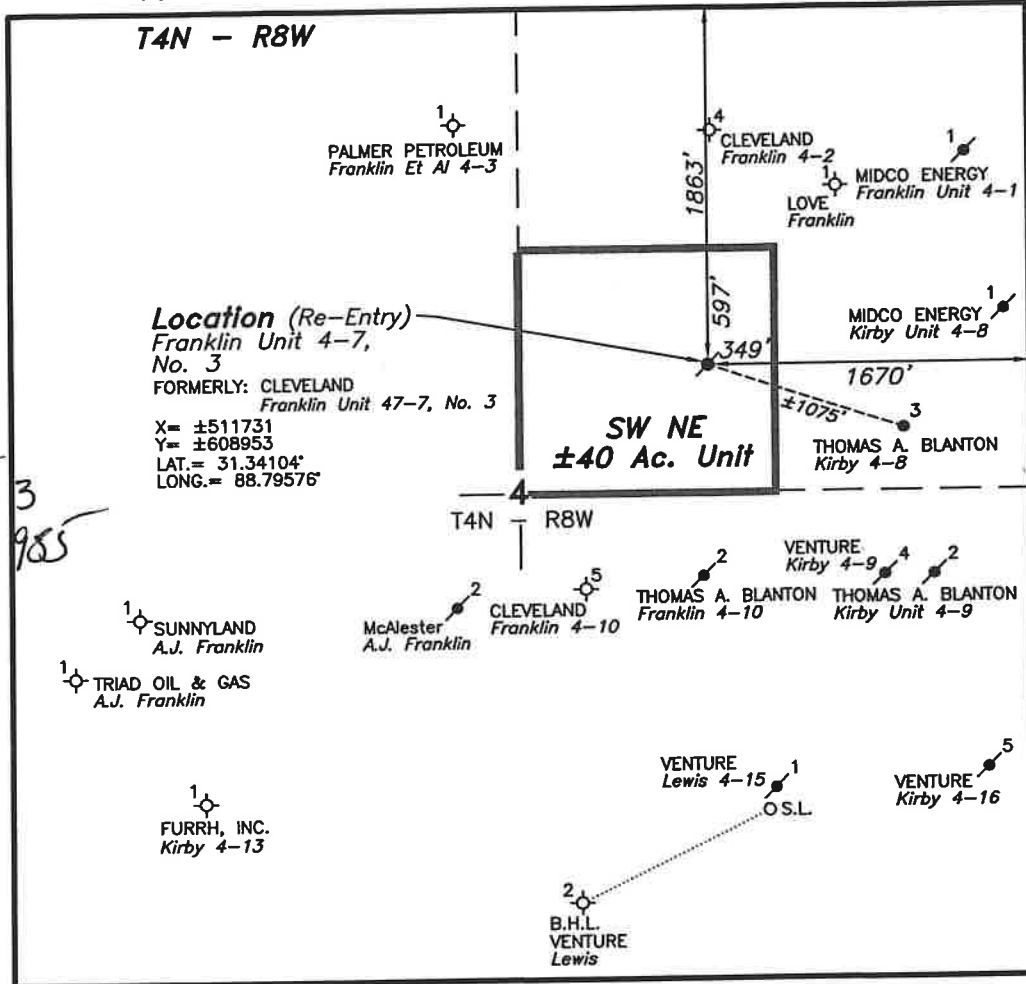 T4N - R8W
1
PALMER PETROLEUM
Franklin Et Al 4-3
4
CLEVELAND
Franklin 4-2
1
MIDCO ENERGY
Franklin Unit 4-1
1
LOVE
Franklin
1863'
Location (Re-Entry)
Franklin Unit 4-7,
No. 3
FORMERLY: CLEVELAND
Franklin Unit 47-7, No. 3
X= ±511731
Y= ±608953
LAT.= 31.34104°
LONG.= 88.79576°
597'
349'
1670'
±1075'
1
MIDCO ENERGY
Kirby Unit 4-8
3
THOMAS A. BLANTON
Kirby 4-8
SW NE
±40 Ac. Unit
4
T4N - R8W
3
955
VENTURE
Kirby 4-9
4
2
THOMAS A. BLANTON
Kirby Unit 4-9
2
THOMAS A. BLANTON
Franklin 4-10
5
CLEVELAND
Franklin 4-10
2
McAlester
A.J. Franklin
1
SUNNYLAND
A.J. Franklin
1
TRIAD OIL & GAS
A.J. Franklin
VENTURE
Lewis 4-15
1
S.L.
5
VENTURE
Kirby 4-16
1
FURRH, INC.
Kirby 4-13
2
B.H.L.
VENTURE
Lewis